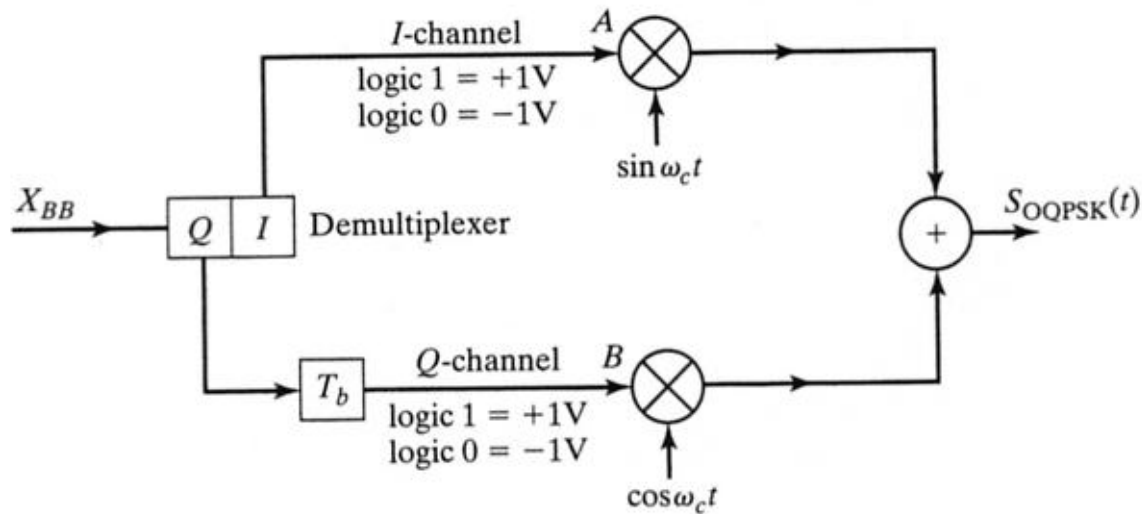 I-channel
A
logic 1 = +1V
logic 0 = −1V
sin ω_c t
X_BB
Q I Demultiplexer
+
S_OQPSK(t)
T_b
Q-channel
B
logic 1 = +1V
logic 0 = −1V
cos ω_c t